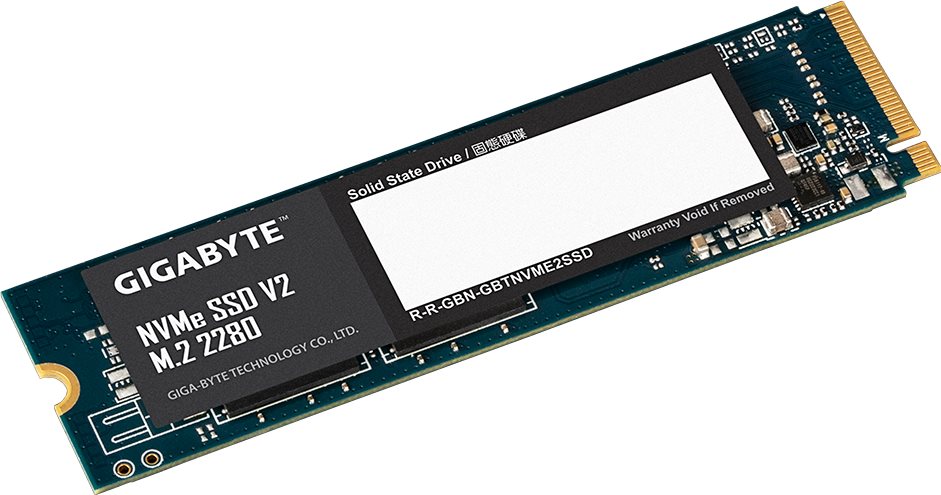 GIGABYTE™
NVMe SSD V2
M.2 2280
GIGA-BYTE TECHNOLOGY CO., LTD.
Solid State Drive / 固態硬碟
R-R-GBN-GBTNVME2SSD
Warranty Void If Removed